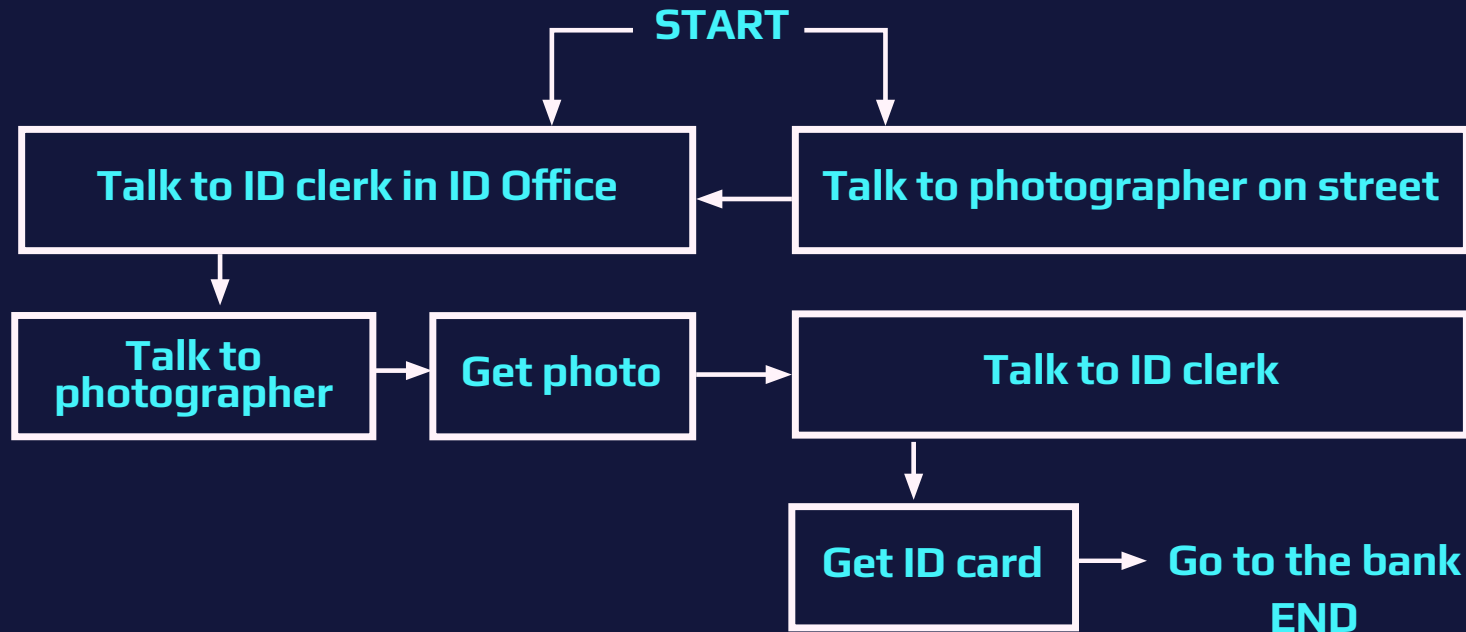 START
Talk to ID clerk in ID Office
Talk to photographer on street
Talk to
photographer
Get photo
Talk to ID clerk
Get ID card
Go to the bank
END